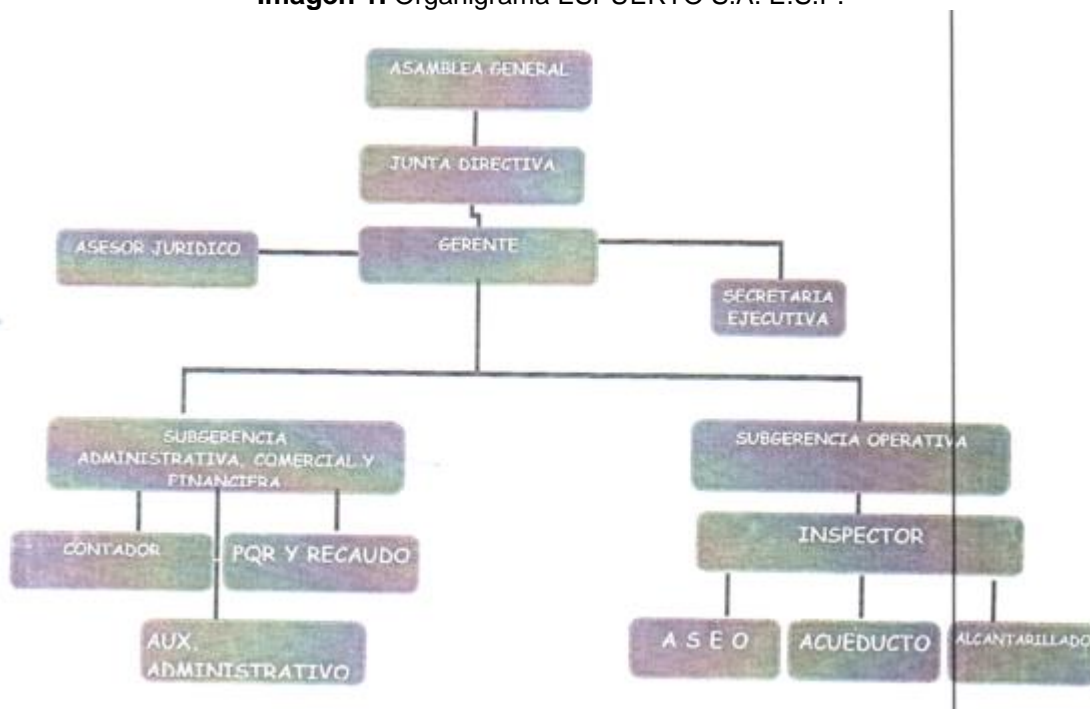 Imagen 1. Organigrama ESPUERTO S.A. E.S.P.
ASAMBLEA GENERAL
JUNTA DIRECTIVA
ASESOR JURIDICO
GERENTE
SECRETARIA
EJECUTIVA
SUBGERENCIA
ADMINISTRATIVA, COMERCIAL Y
FINANCIERA
SUBGERENCIA OPERATIVA
CONTADOR
PQR Y RECAUDO
INSPECTOR
AUX.
ADMINISTRATIVO
A S E O
ACUEDUCTO
ALCANTARILLADO